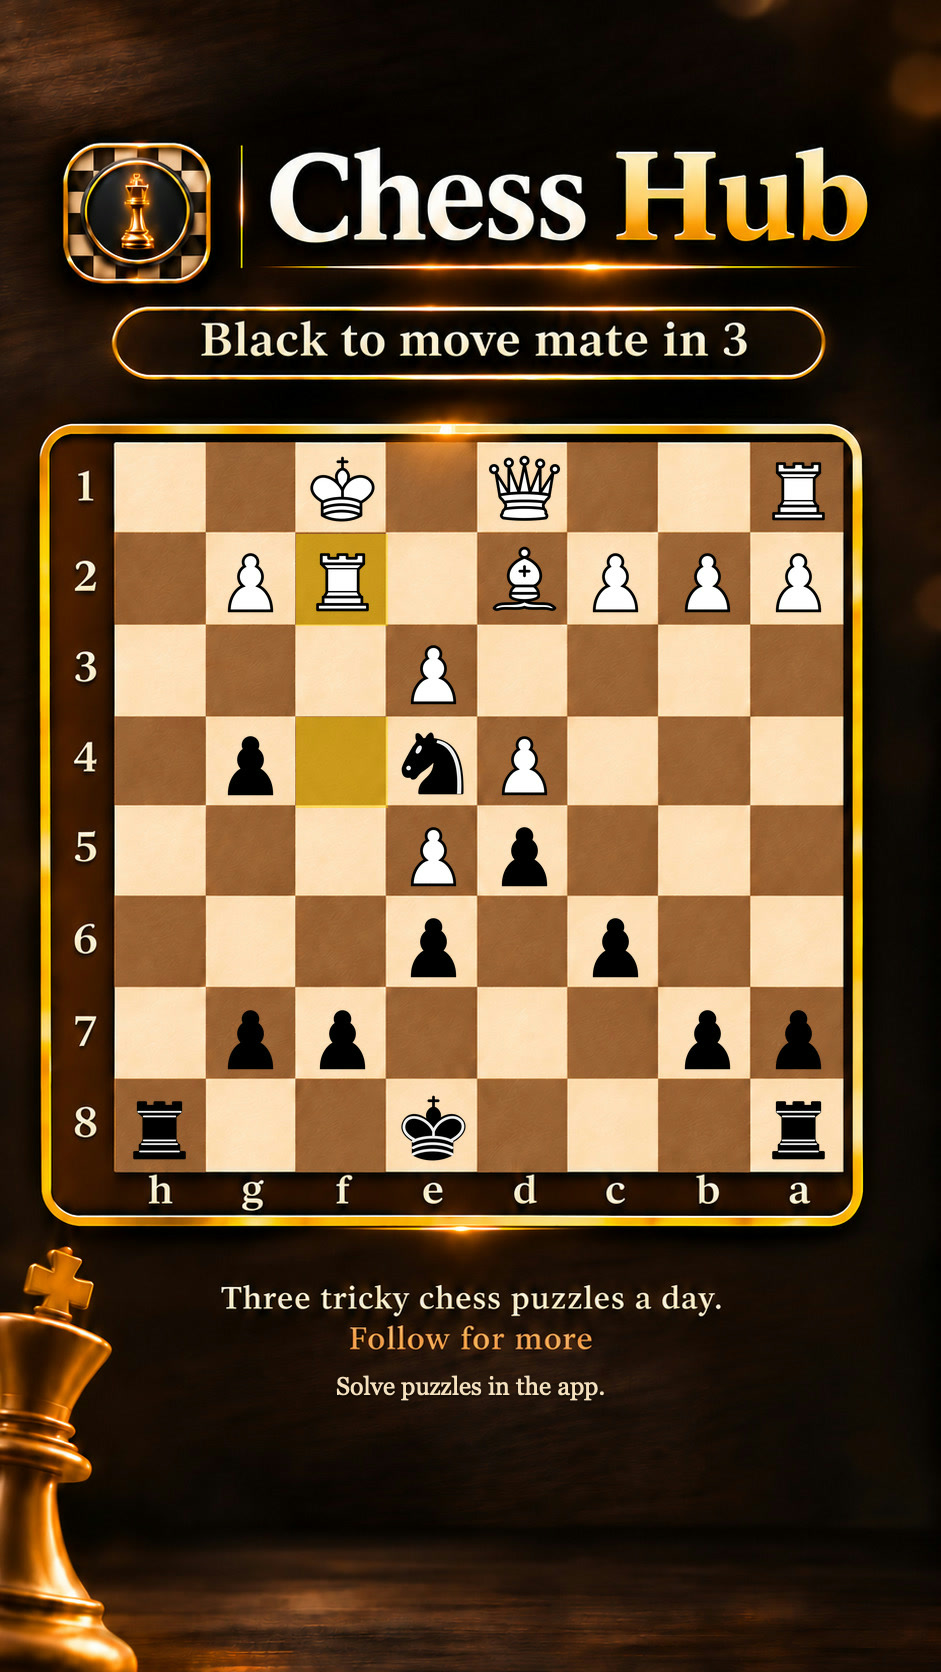 Chess Hub
Black to move mate in 3
1
2
3
4
5
6
7
8
h g f e d c b a
Three tricky chess puzzles a day.
Follow for more
Solve puzzles in the app.